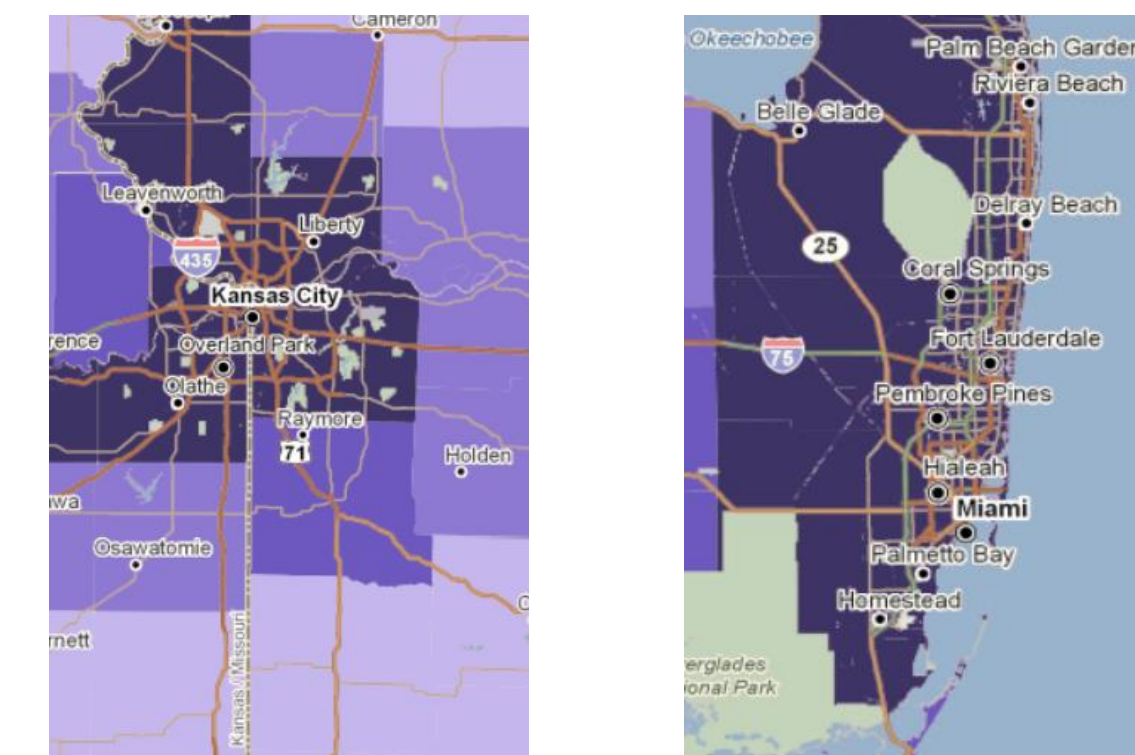 Cameron
Leavenworth
Liberty
435
Kansas City
rence
Overland Park
Olathe
Raymore
71
Holden
wa
Osawatomie
rnett
Kansas / Missouri
Okeechobee
Palm Beach Garden
Riviera Beach
Belle Glade
Delray Beach
25
Coral Springs
Fort Lauderdale
75
Pembroke Pines
Hialeah
Miami
Palmetto Bay
Homestead
verglades
ional Park